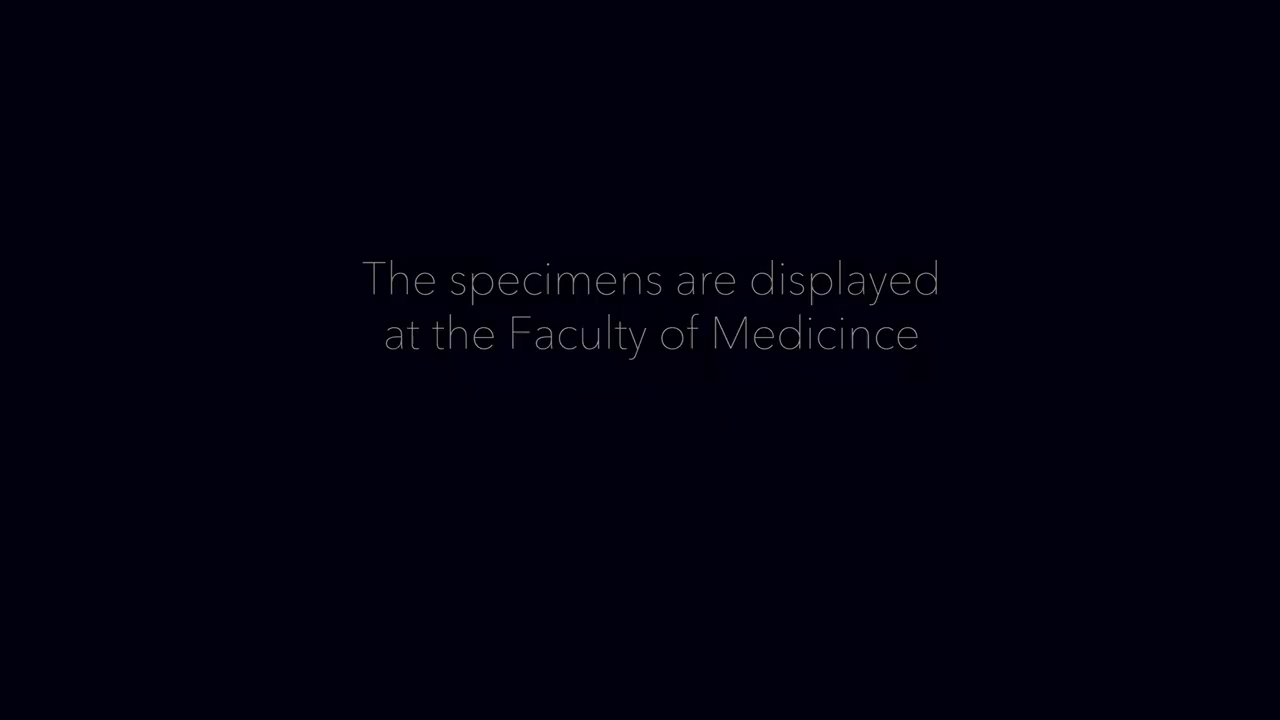 The specimens are displayed
at the Faculty of Medicince